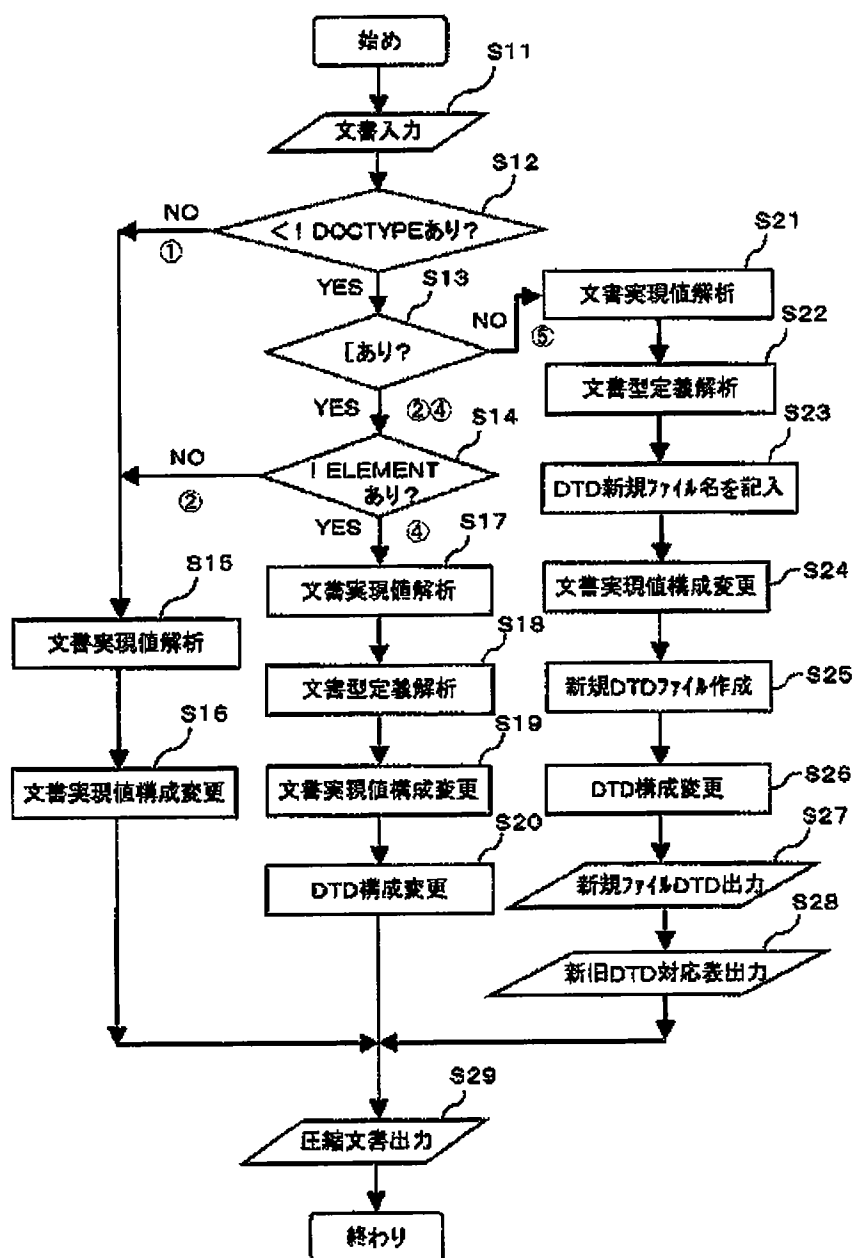 始め
S11
文書入力
S12
<! DOCTYPEあり?
NO
①
YES
S13
[あり?
NO
⑤
YES
②④
S14
! ELEMENT
あり?
NO
②
YES
④
S15
文書実現値解析
S16
文書実現値構成変更
S17
文書実現値解析
S18
文書型定義解析
S19
文書実現値構成変更
S20
DTD構成変更
S21
文書実現値解析
S22
文書型定義解析
S23
DTD新規ファイル名を記入
S24
文書実現値構成変更
S25
新規DTDファイル作成
S26
DTD構成変更
S27
新規ファイルDTD出力
S28
新旧DTD対応表出力
S29
圧縮文書出力
終わり